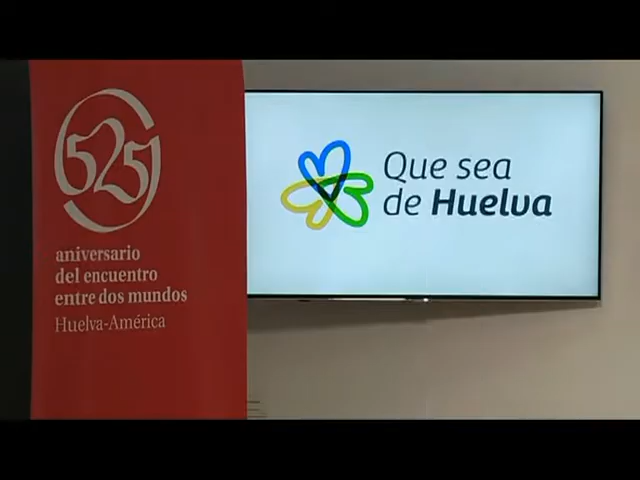 525
aniversario
del encuentro
entre dos mundos
Huelva-América
Que sea
de Huelva